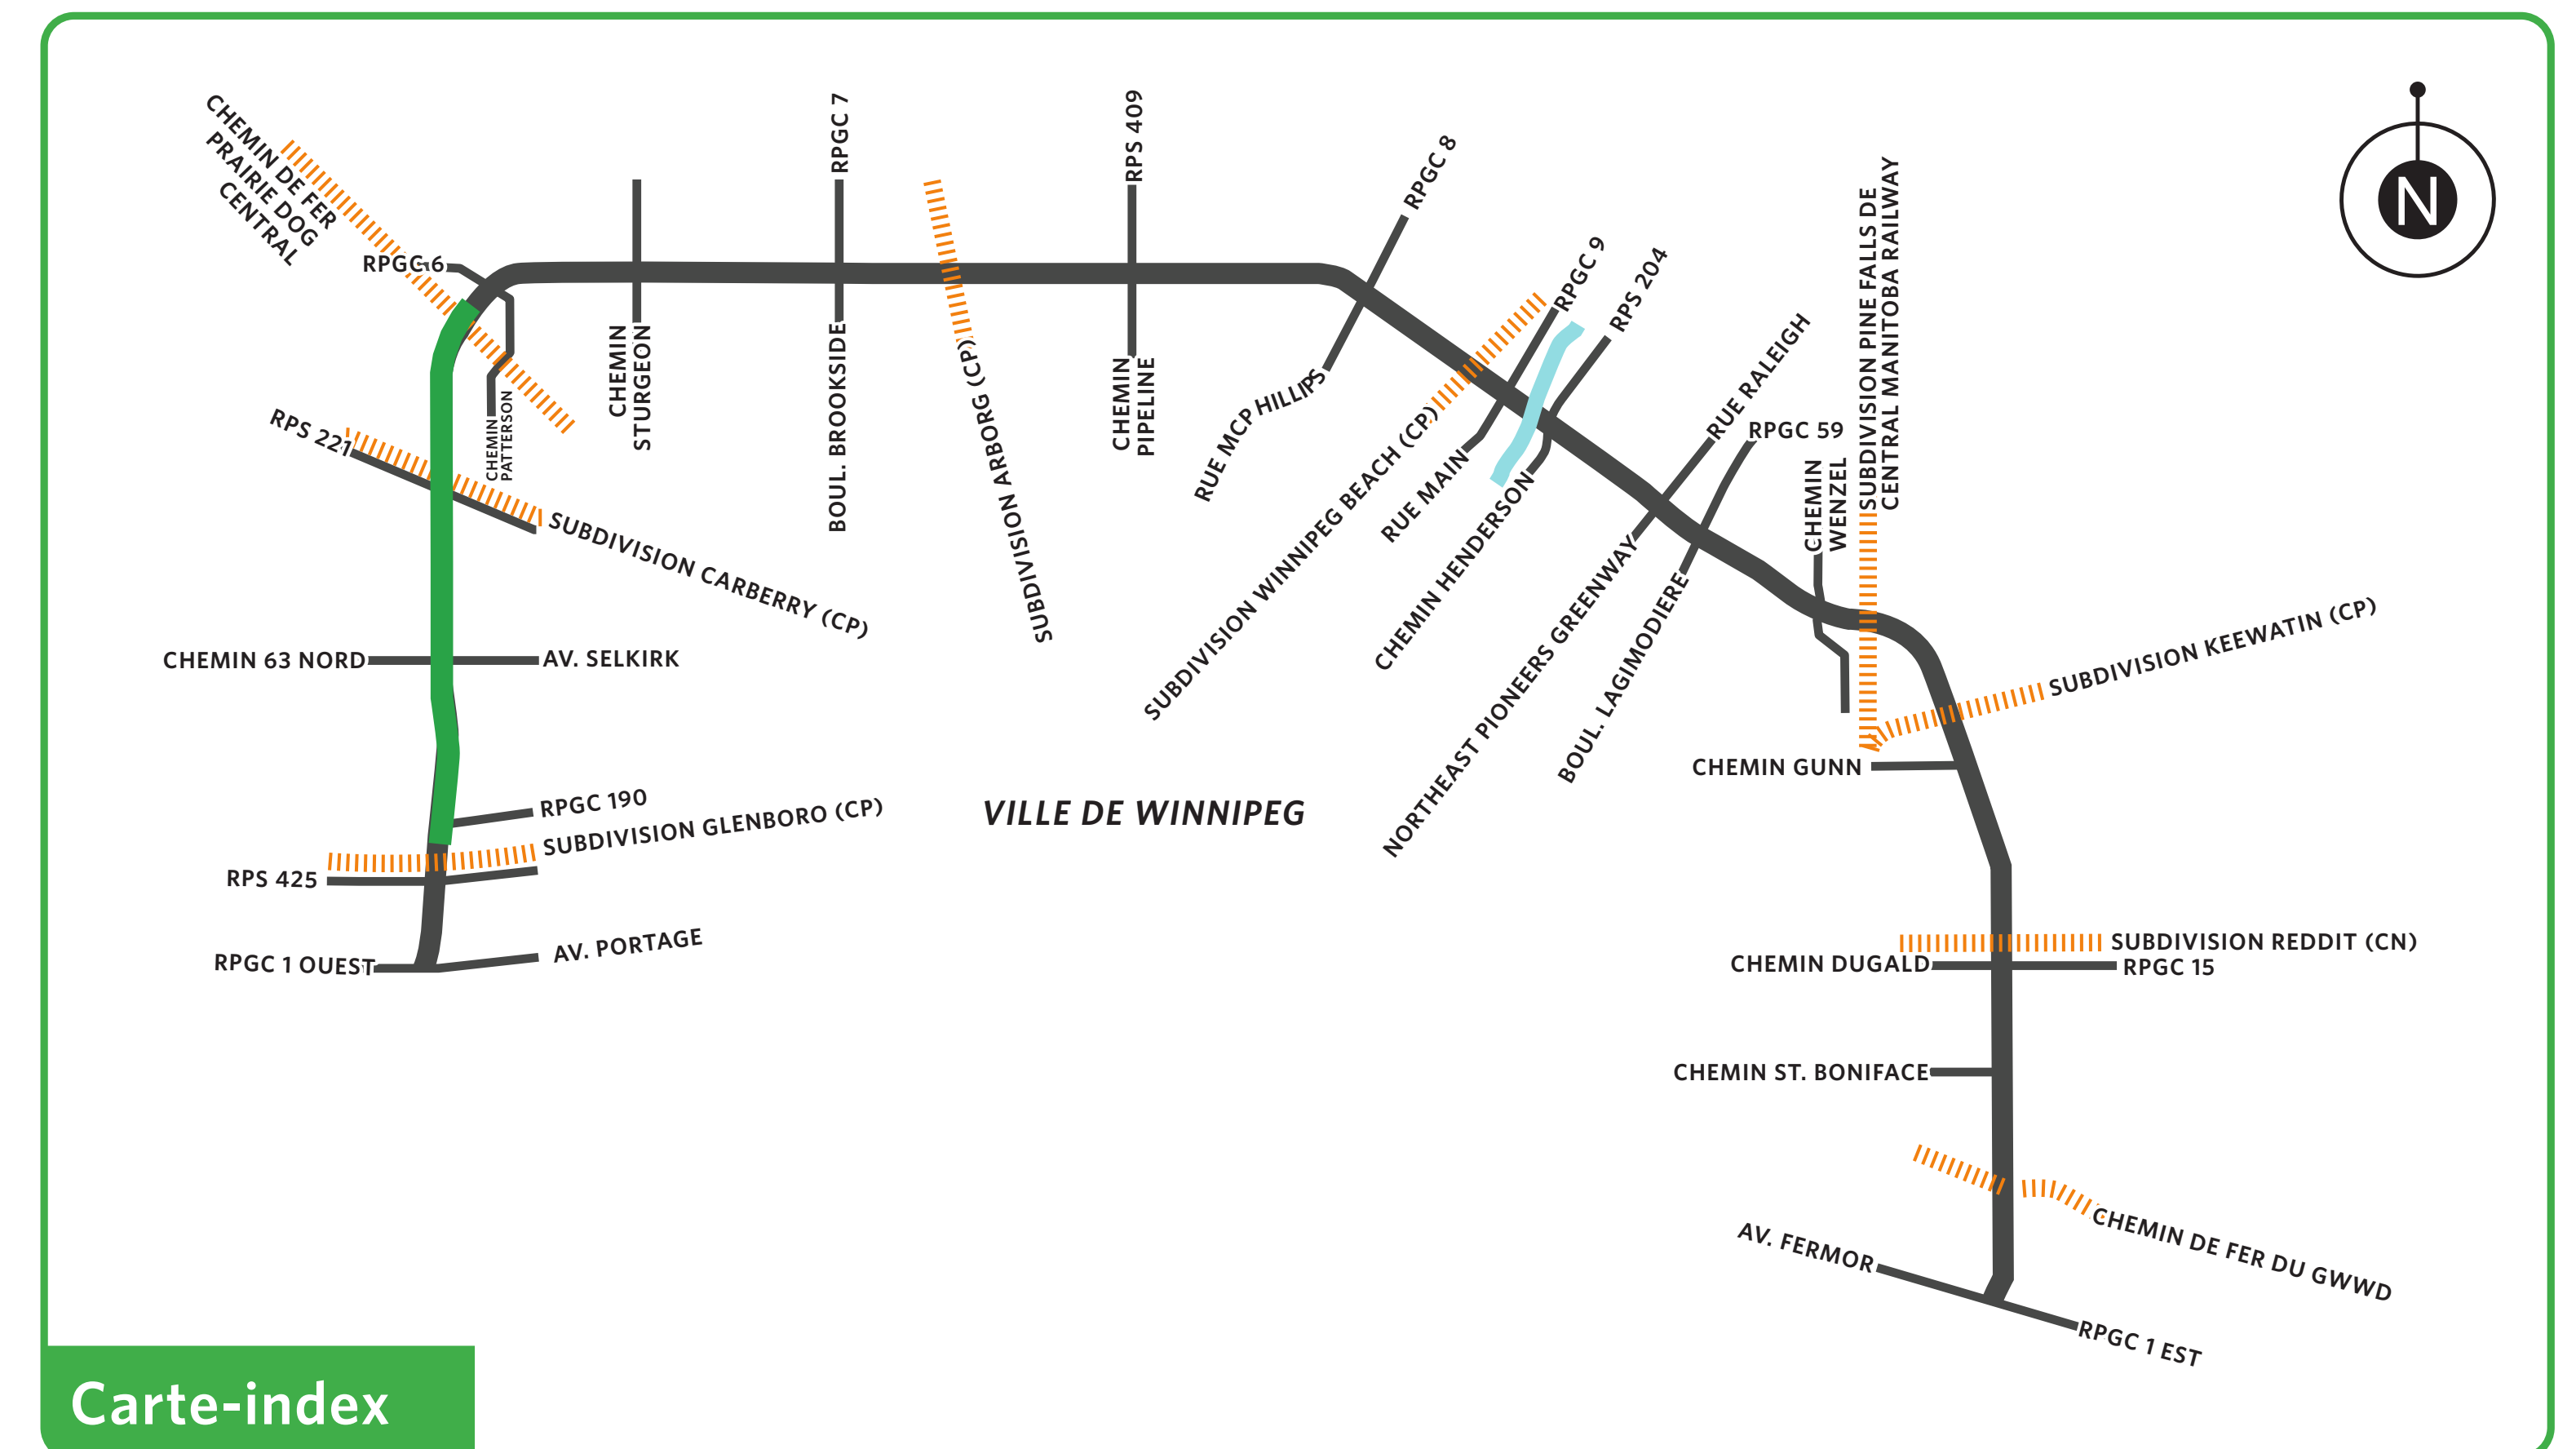 CHEMIN DE FER
PRAIRIE DOG
CENTRAL
RPGC 6
CHEMIN
PATTERSON
CHEMIN
STURGEON
RPGC 7
BOUL. BROOKSIDE
SUBDIVISION ARBORG (CP)
RPS 409
CHEMIN
PIPELINE
RPGC 8
RUE MCP HILLIPS
SUBDIVISION WINNIPEG BEACH (CP)
RPGC 9
RUE MAIN
RPS 204
CHEMIN HENDERSON
RUE RALEIGH
NORTHEAST PIONEERS GREENWAY
RPGC 59
BOUL. LAGIMODIERE
CHEMIN
WENZEL
SUBDIVISION PINE FALLS DE
CENTRAL MANITOBA RAILWAY
N
RPS 221
SUBDIVISION CARBERRY (CP)
CHEMIN 63 NORD
AV. SELKIRK
SUBDIVISION KEEWATIN (CP)
CHEMIN GUNN
RPGC 190
SUBDIVISION GLENBORO (CP)
VILLE DE WINNIPEG
RPS 425
RPGC 1 OUEST
AV. PORTAGE
SUBDIVISION REDDIT (CN)
CHEMIN DUGALD
RPGC 15
CHEMIN ST. BONIFACE
CHEMIN DE FER DU GWWD
AV. FERMOR
RPGC 1 EST
Carte-index